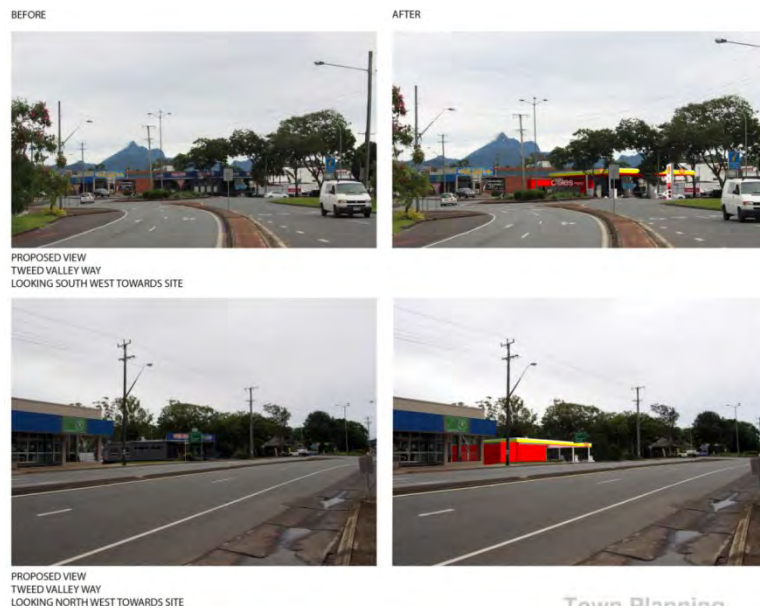 BEFORE
AFTER
Coles
PROPOSED VIEW
TWEED VALLEY WAY
LOOKING SOUTH WEST TOWARDS SITE
PROPOSED VIEW
TWEED VALLEY WAY
LOOKING NORTH WEST TOWARDS SITE
Town Planning